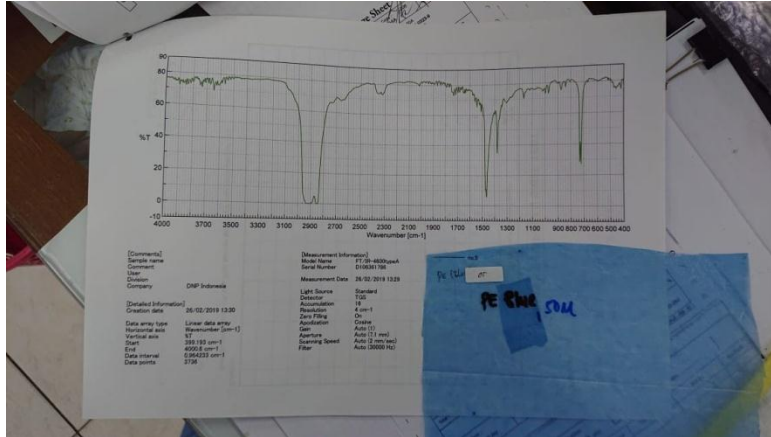 Sheet
90
80
60
%T 40
20
0
-10
4000 3700 3500 3300 3100 2900 2700 2500 2300 2100 1900 1700 1500 1300 1100 900 800 700 600 500 400
Wavenumber [cm-1]
[Comments]
Sample name
Comment
User
Division
Company DNP Indonesia
[Detailed Information]
Creation date 26/02/2019 13:30
Data array type Linear data array
Horizontal axis Wavenumber [cm-1]
Vertical axis %T
Start 399.193 cm-1
End 4000.6 cm-1
Data interval 0.964233 cm-1
Data points 3736
[Measurement Information]
Model Name FT/IR-4600typeA
Serial Number D108361786
Measurement Date 26/02/2019 13:29
Light Source Standard
Detector TGS
Accumulation 16
Resolution 4 cm-1
Zero Filling On
Apodization Cosine
Gain Auto (1)
Aperture Auto (7.1 mm)
Scanning Speed Auto (2 mm/sec)
Filter Auto (30000 Hz)
PE Blue
OT
PE Blue 50µ